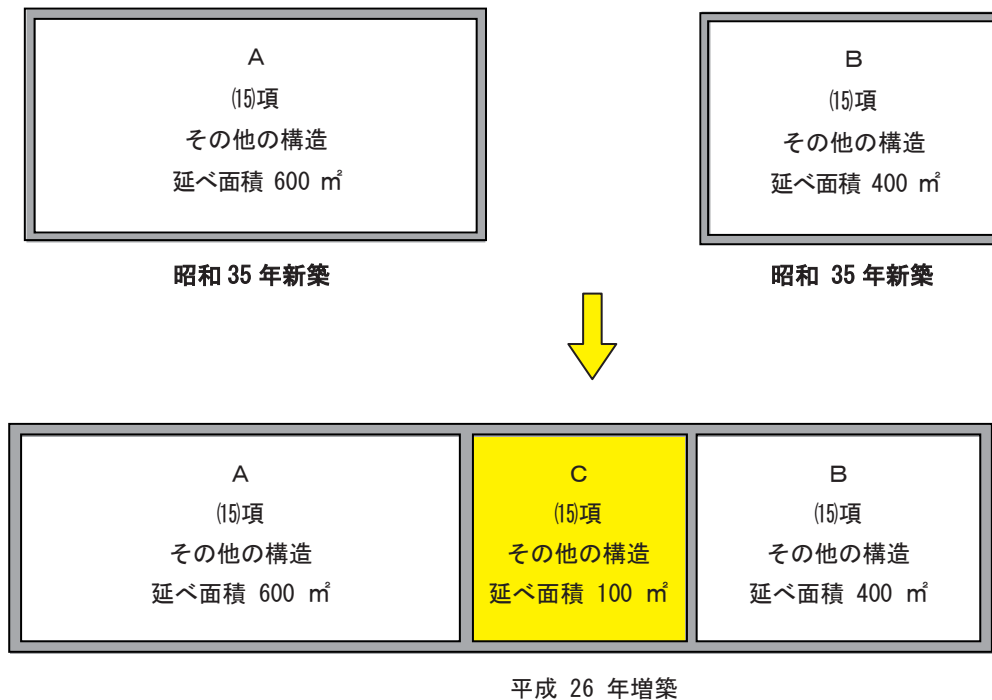 A
⒂項
その他の構造
延べ面積 600 ㎡
昭和 35 年新築
B
⒂項
その他の構造
延べ面積 400 ㎡
昭和 35 年新築
A
⒂項
その他の構造
延べ面積 600 ㎡
C
⒂項
その他の構造
延べ面積 100 ㎡
B
⒂項
その他の構造
延べ面積 400 ㎡
平成 26 年増築